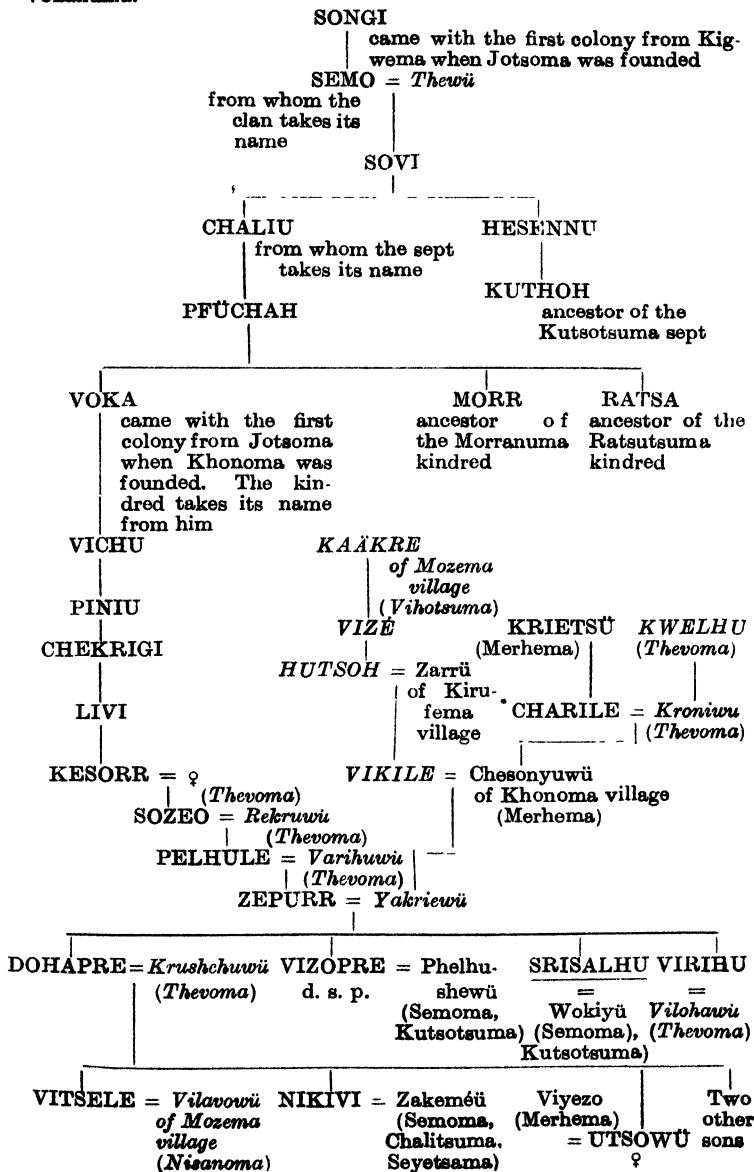 SONGI
came with the first colony from Kig-
wema when Jotsoma was founded
SEMO = Thewü
from whom the
clan takes its
name
SOVI
CHALIU
from whom the sept
takes its name
HESENNU
KUTHOH
ancestor of the
Kutsotsuma sept
PFÜCHAH
VOKA
came with the first
colony from Jotsoma
when Khonoma was
founded. The kin-
dred takes its name
from him
MORR
ancestor of
the Morranuma
kindred
RATSA
ancestor of the
Ratsutsuma
kindred
VICHU
PINIU
CHEKRIGI
LIVI
KAÄKRE
of Mozema
village
(Vihotsuma)
VIZÉ
HUTSOH = Zarrü
of Kiru-
fema
village
KRIETSÜ
(Merhema)
KWELHU
(Thevoma)
CHARILE = Kroniwu
(Thevoma)
KESORR = ♀
(Thevoma)
VIKILE = Chesonyuwü
of Khonoma village
(Merhema)
SOZEO = Rekruwü
(Thevoma)
PELHULE = Varihuwü
(Thevoma)
ZEPURR = Yakriewü
DOHAPRE = Krushchuwü
(Thevoma)
VIZOPRE = Phelhu-
d. s. p. shewü
(Semoma,
Kutsotsuma)
SRISALHU
=
Wokiyü
(Semoma),
Kutsotsuma)
VIRIHU
=
Vilohawü
(Thevoma)
VITSELE = Vilavowü
of Mozema
village
(Nisanoma)
NIKIVI = Zakeméü
(Semoma,
Chalitsuma,
Seyetsama)
Viyezo
(Merhema)
= UTSOWÜ
♀
Two
other
sons